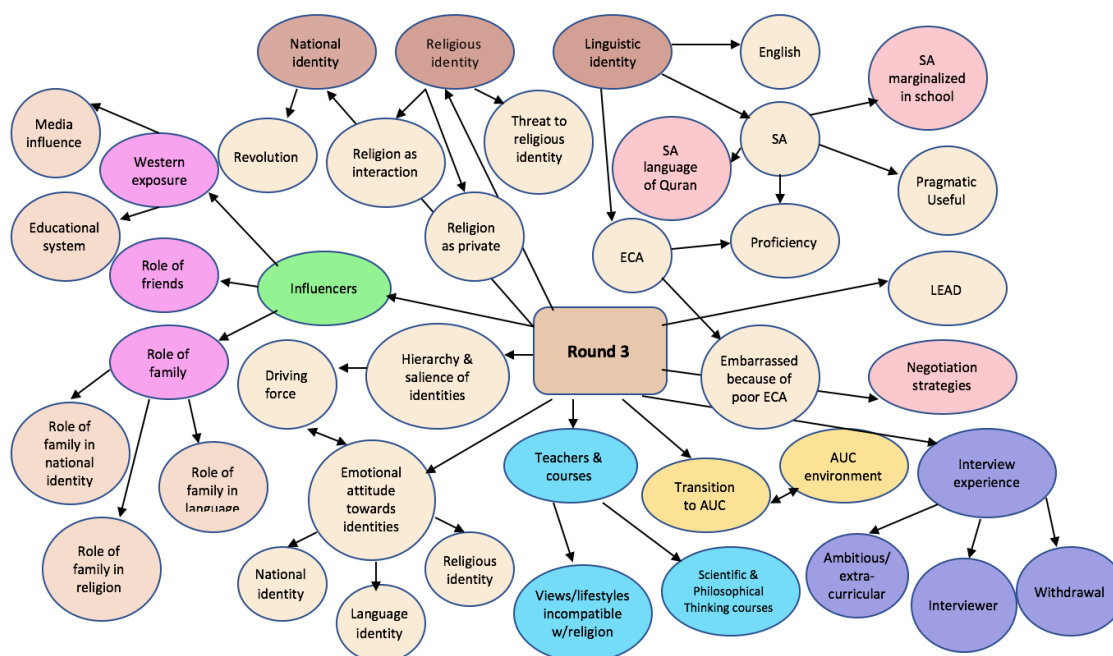 National
identity
Religious
identity
Linguistic
identity
English
SA
marginalized
in school
Media
influence
Western
exposure
Revolution
Religion as
interaction
Threat to
religious
identity
SA
language
of Quran
SA
Pragmatic
Useful
Educational
system
Religion
as private
ECA
Proficiency
Role of
friends
Influencers
LEAD
Round 3
Role of
family
Driving
force
Hierarchy &
salience of
identities
Embarrassed
because of
poor ECA
Negotiation
strategies
Role of
family in
national
identity
Role of
family in
language
Emotional
attitude
towards
identities
Teachers &
courses
Transition
to AUC
AUC
environment
Interview
experience
Role of
family in
religion
National
identity
Language
identity
Religious
identity
Views/lifestyles
incompatible
w/religion
Scientific &
Philosophical
Thinking courses
Ambitious/
extra-
curricular
Interviewer
Withdrawal